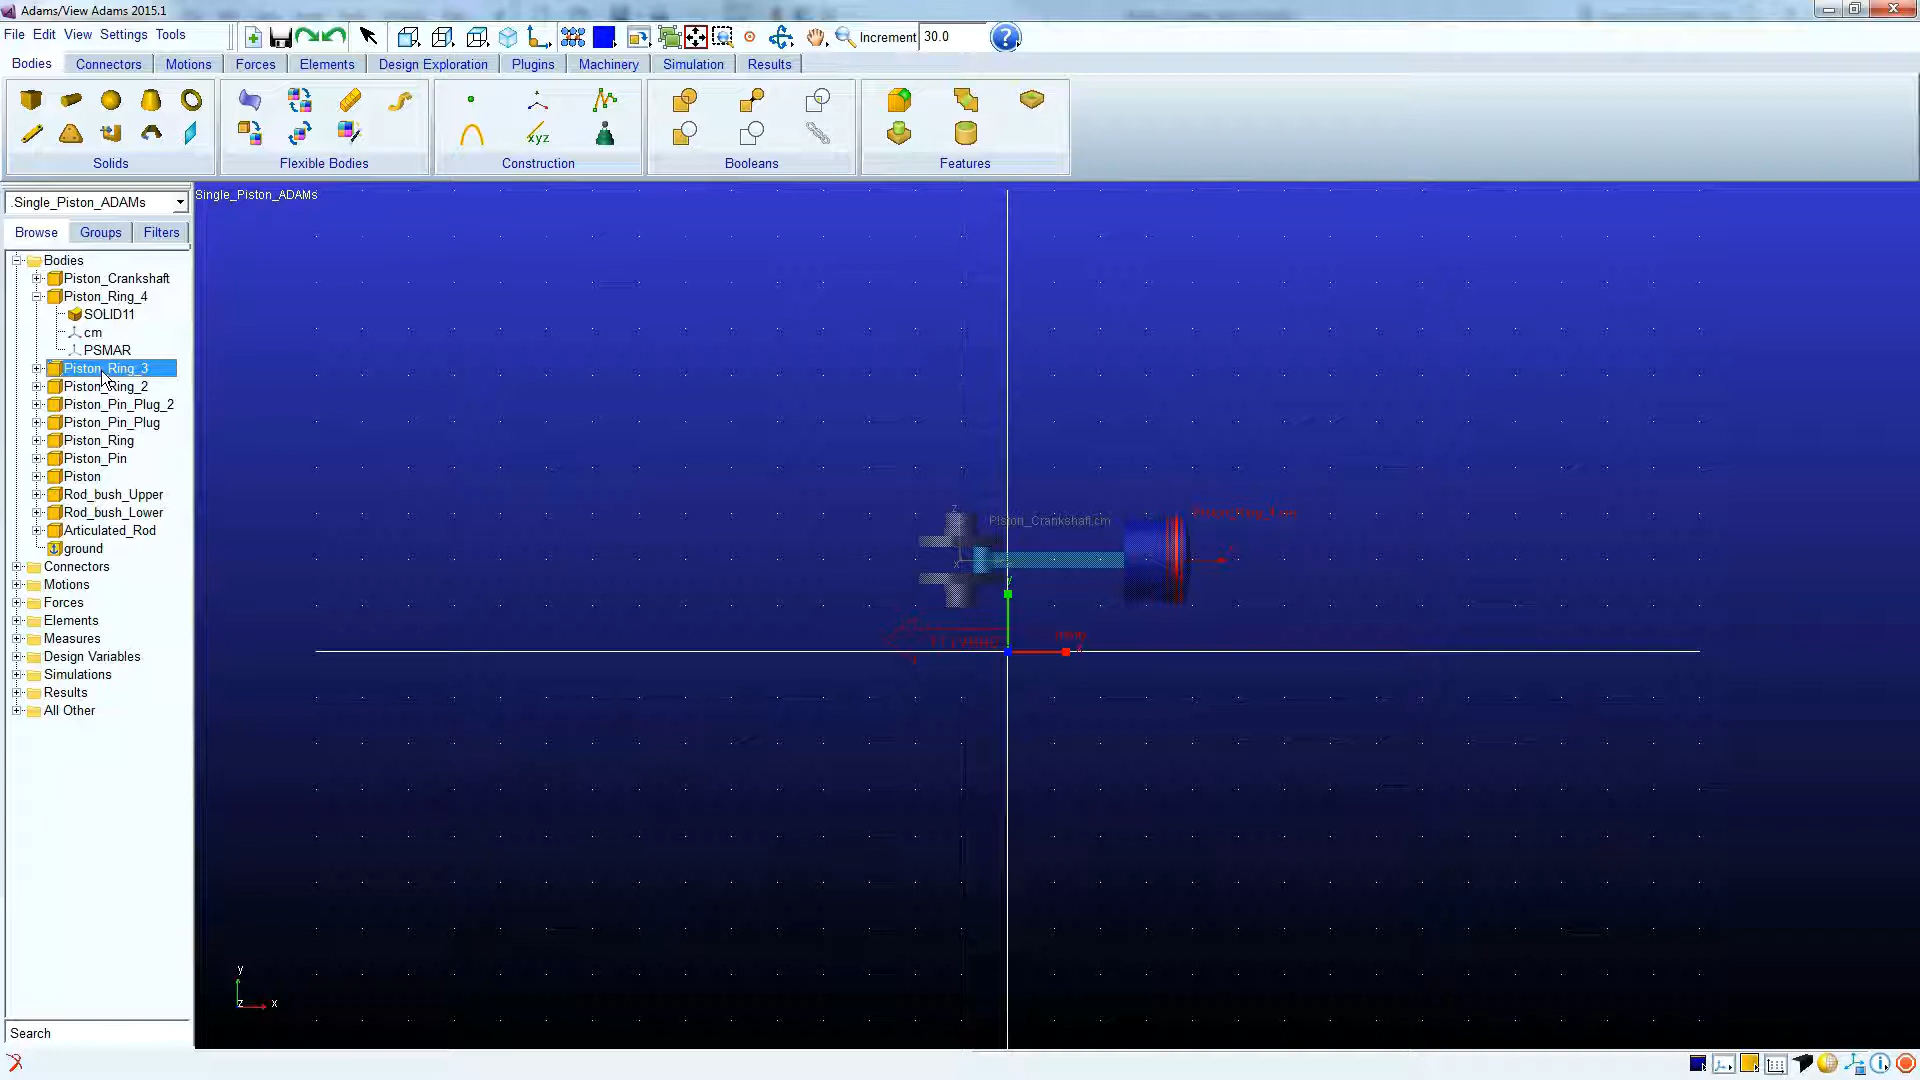 Adams/View Adams 2015.1
File Edit View Settings Tools
Increment 30.0
Bodies Connectors Motions Forces Elements Design Exploration Plugins Machinery Simulation Results
xyz
Solids Flexible Bodies Construction Booleans Features
.Single_Piston_ADAMs
Single_Piston_ADAMs
Browse Groups Filters
Bodies
Piston_Crankshaft
Piston_Ring_4
SOLID11
cm
PSMAR
Piston_Ring_3
Piston_Ring_2
Piston_Pin_Plug_2
Piston_Pin_Plug
Piston_Ring
Piston_Pin
Piston
Rod_bush_Upper
Rod_bush_Lower
Articulated_Rod
ground
Connectors
Motions
Forces
Elements
Measures
Design Variables
Simulations
Results
All Other
Piston_Crankshaft.cm
z
x
y
y
z x
Search